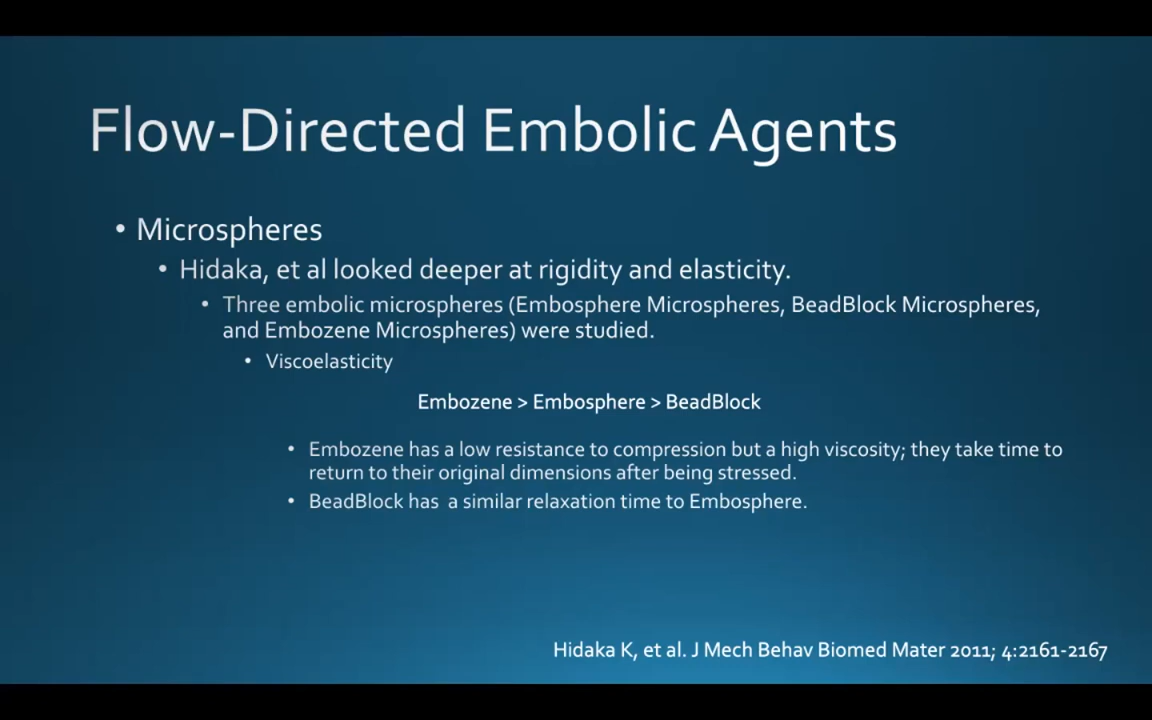 Flow-Directed Embolic Agents
• Microspheres
• Hidaka, et al looked deeper at rigidity and elasticity.
• Three embolic microspheres (Embosphere Microspheres, BeadBlock Microspheres,
and Embozene Microspheres) were studied.
• Viscoelasticity
Embozene > Embosphere > BeadBlock
• Embozene has a low resistance to compression but a high viscosity; they take time to
return to their original dimensions after being stressed.
• BeadBlock has a similar relaxation time to Embosphere.
Hidaka K, et al. J Mech Behav Biomed Mater 2011; 4:2161-2167